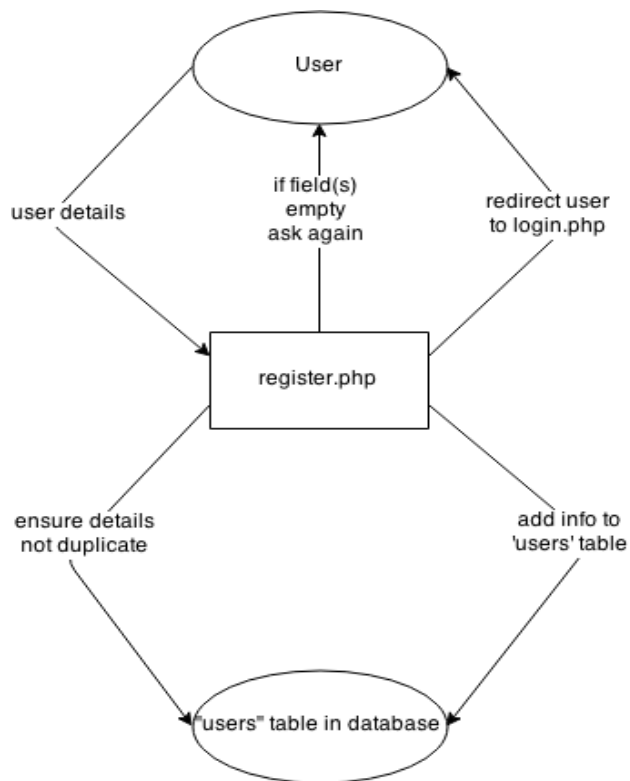 User
user details
if field(s)
empty
ask again
redirect user
to login.php
register.php
ensure details
not duplicate
add info to
'users' table
"users" table in database